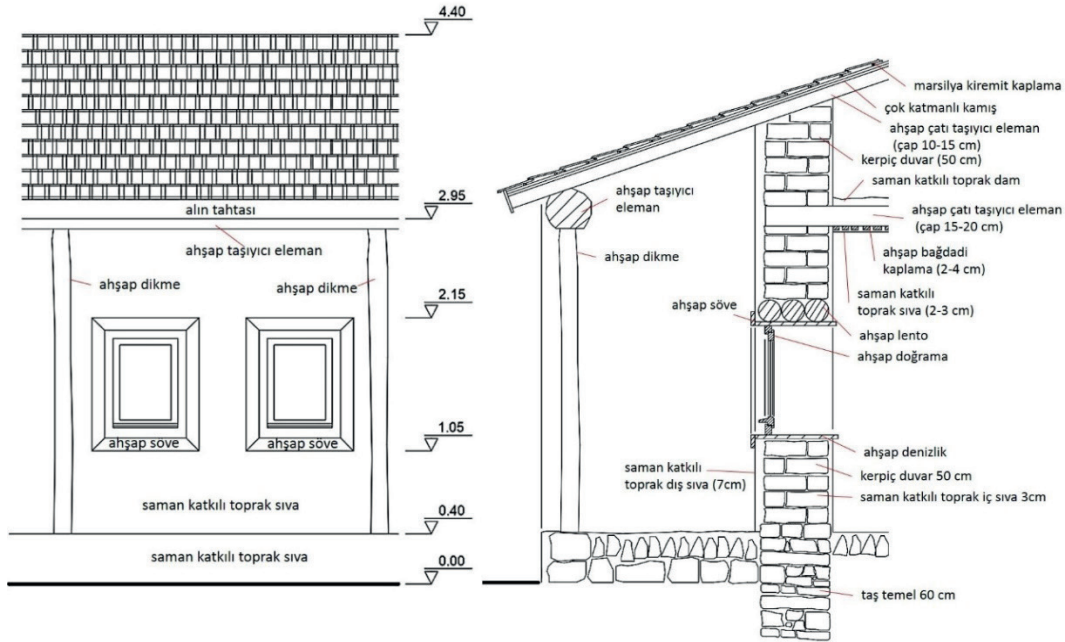 4.40
alın tahtası
2.95
ahşap taşıyıcı eleman
ahşap dikme
ahşap dikme
2.15
1.05
ahşap söve
ahşap söve
saman katkılı toprak sıva
0.40
saman katkılı toprak sıva
0.00
marsilya kiremit kaplama
çok katmanlı kamış
ahşap çatı taşıyıcı eleman
(çap 10-15 cm)
kerpiç duvar (50 cm)
saman katkılı toprak dam
ahşap taşıyıcı
eleman
ahşap çatı taşıyıcı eleman
(çap 15-20 cm)
ahşap dikme
ahşap bağdadi
kaplama (2-4 cm)
saman katkılı
toprak sıva (2-3 cm)
ahşap söve
ahşap lento
ahşap doğrama
ahşap denizlik
saman katkılı
toprak dış sıva (7cm)
kerpiç duvar 50 cm
saman katkılı toprak iç sıva 3cm
taş temel 60 cm